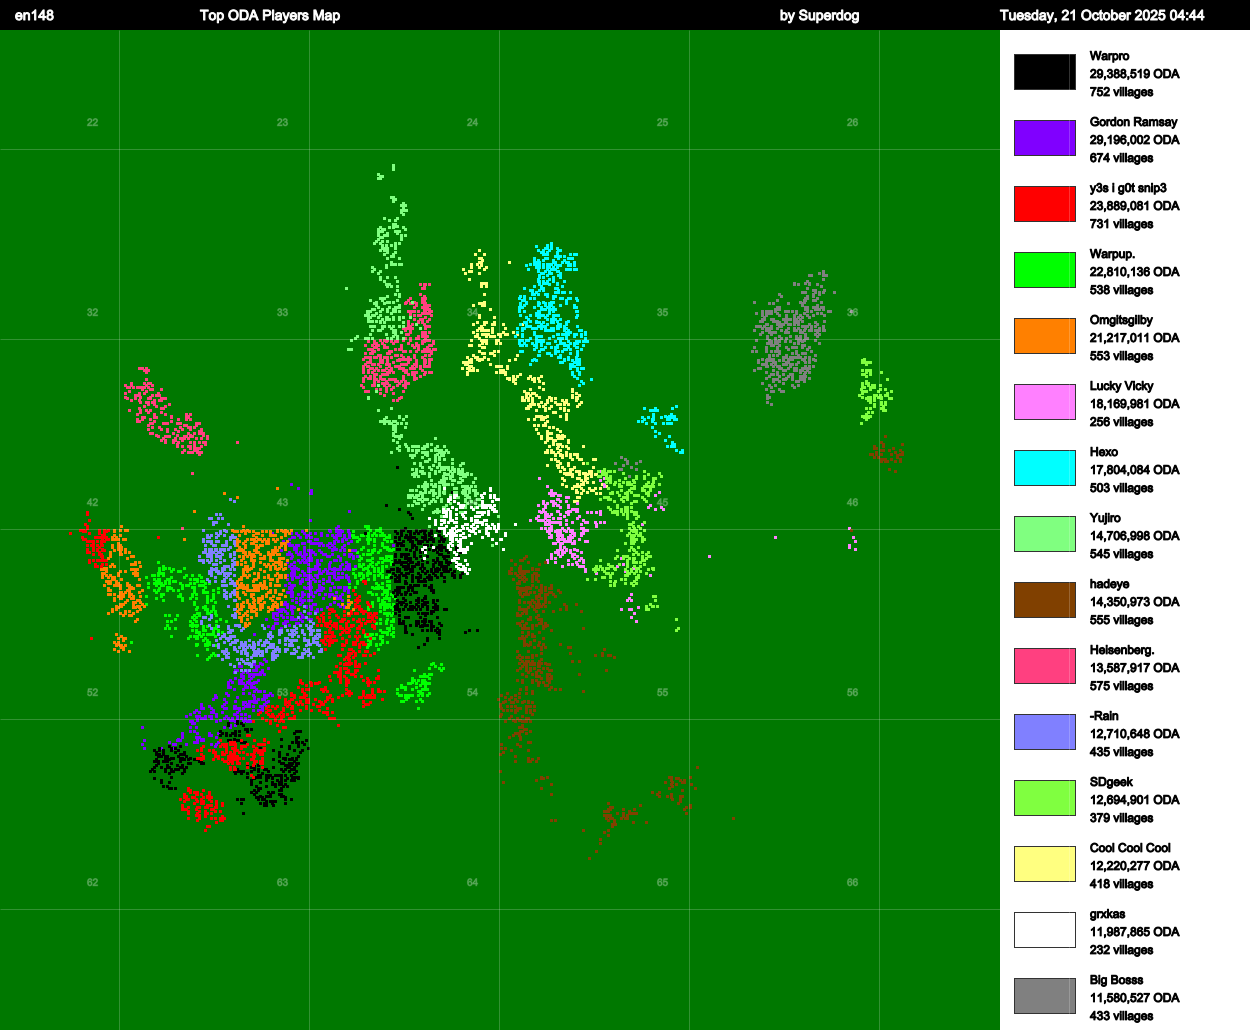 en148 Top ODA Players Map by Superdog Tuesday, 21 October 2025 04:44
Warpro
29,388,519 ODA
752 villages
Gordon Ramsay
29,196,002 ODA
674 villages
y3s i g0t snip3
23,889,081 ODA
731 villages
Warpup.
22,810,136 ODA
538 villages
Omgitsgilby
21,217,011 ODA
553 villages
Lucky Vicky
18,169,981 ODA
256 villages
Hexo
17,804,084 ODA
503 villages
Yujiro
14,706,998 ODA
545 villages
hadeye
14,350,973 ODA
555 villages
Heisenberg.
13,587,917 ODA
575 villages
-Rain
12,710,648 ODA
435 villages
SDgeek
12,694,901 ODA
379 villages
Cool Cool Cool
12,220,277 ODA
418 villages
grxkas
11,987,865 ODA
232 villages
Big Bosss
11,580,527 ODA
433 villages
22 23 24 25 26
32 33 34 35 36
42 43 45 46
52 53 54 55 56
62 63 64 65 66